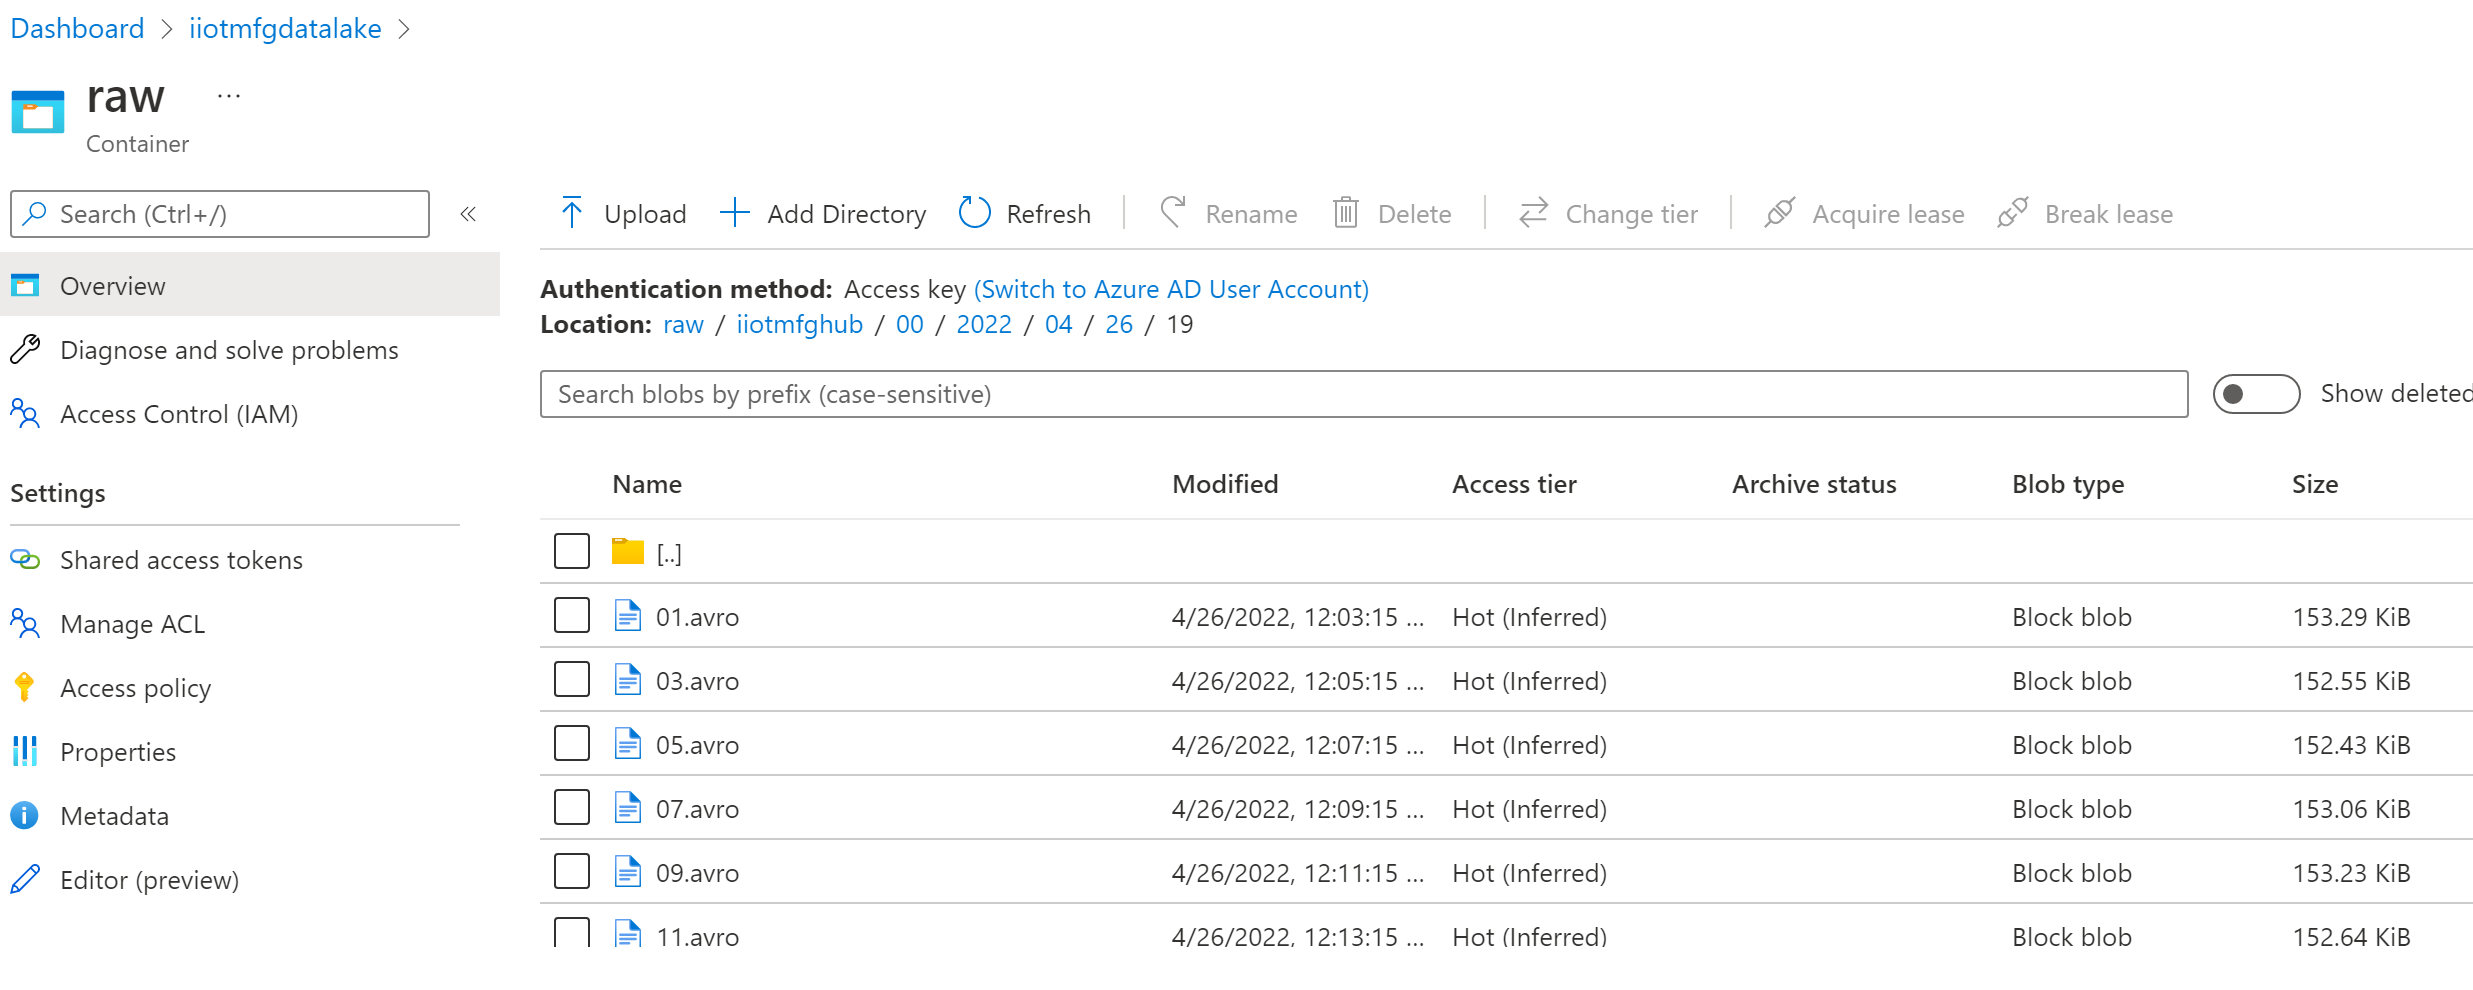 Dashboard > iiotmfgdatalake >
raw ...
Container
Search (Ctrl+/) «
Overview
Diagnose and solve problems
Access Control (IAM)
Settings
Shared access tokens
Manage ACL
Access policy
Properties
Metadata
Editor (preview)
Upload Add Directory Refresh Rename Delete Change tier Acquire lease Break lease
Authentication method: Access key (Switch to Azure AD User Account)
Location: raw / iiotmfghub / 00 / 2022 / 04 / 26 / 19
Search blobs by prefix (case-sensitive) Show deleted
Name Modified Access tier Archive status Blob type Size
[..]
01.avro 4/26/2022, 12:03:15 ... Hot (Inferred) Block blob 153.29 KiB
03.avro 4/26/2022, 12:05:15 ... Hot (Inferred) Block blob 152.55 KiB
05.avro 4/26/2022, 12:07:15 ... Hot (Inferred) Block blob 152.43 KiB
07.avro 4/26/2022, 12:09:15 ... Hot (Inferred) Block blob 153.06 KiB
09.avro 4/26/2022, 12:11:15 ... Hot (Inferred) Block blob 153.23 KiB
11.avro 4/26/2022, 12:13:15 ... Hot (Inferred) Block blob 152.64 KiB